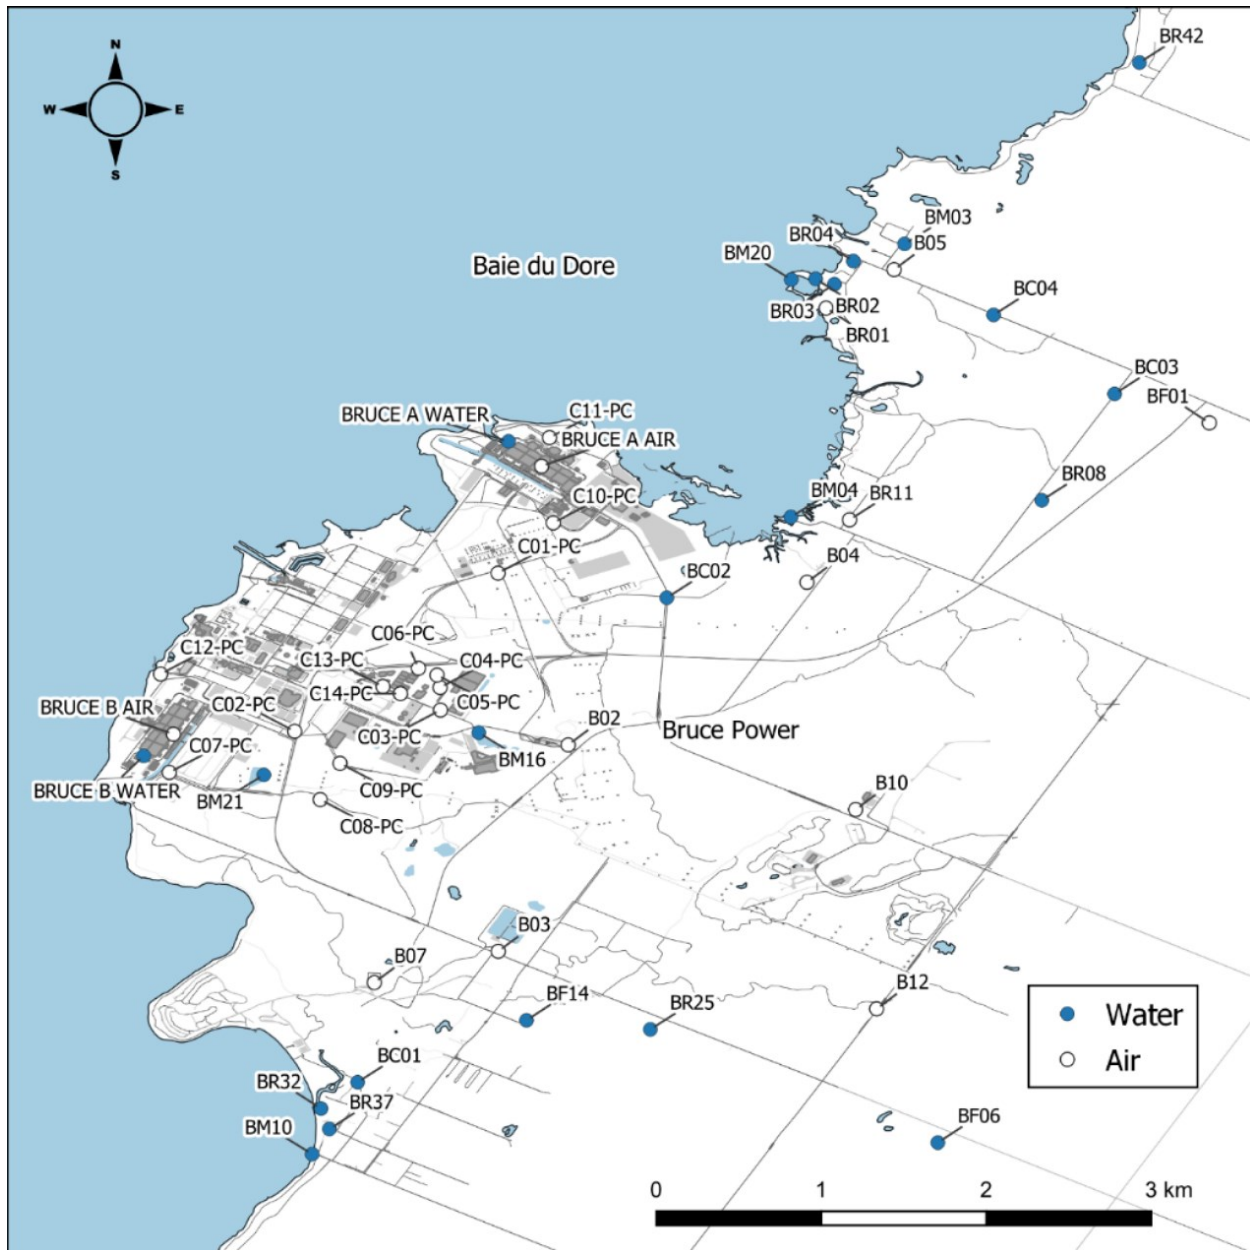 BR42
N
W
E
S
BM03
BR04
B05
BM20
Baie du Dore
BC04
BR03
BR02
BR01
BC03
BF01
C11-PC
BRUCE A WATER
BRUCE A AIR
BR08
BM04
BR11
C10-PC
C01-PC
B04
BC02
C06-PC
C12-PC
C13-PC
C04-PC
C14-PC
C05-PC
C02-PC
BRUCE B AIR
B02
Bruce Power
C03-PC
C07-PC
BM16
B10
BRUCE B WATER
C09-PC
BM21
C08-PC
B03
B07
B12
BF14
BR25
Water
Air
BC01
BR32
BR37
BM10
BF06
0 1 2 3 km